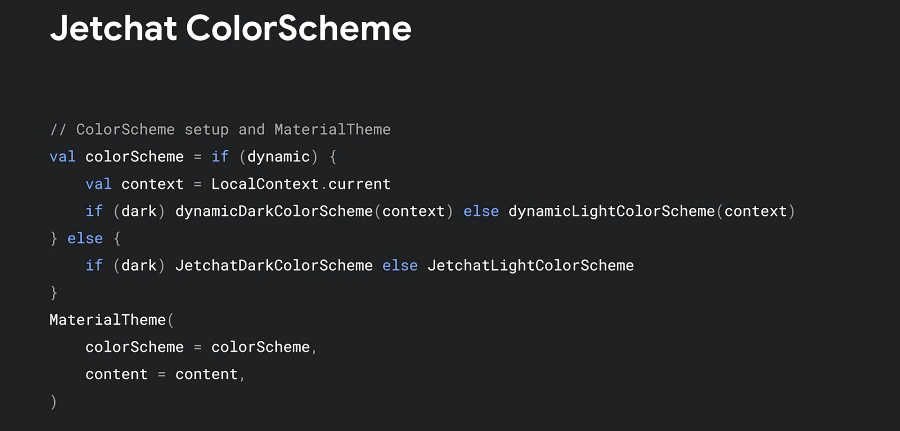 Jetchat ColorScheme
// ColorScheme setup and MaterialTheme
val colorScheme = if (dynamic) {
    val context = LocalContext.current
    if (dark) dynamicDarkColorScheme(context) else dynamicLightColorScheme(context)
} else {
    if (dark) JetchatDarkColorScheme else JetchatLightColorScheme
}
MaterialTheme(
    colorScheme = colorScheme,
    content = content,
)